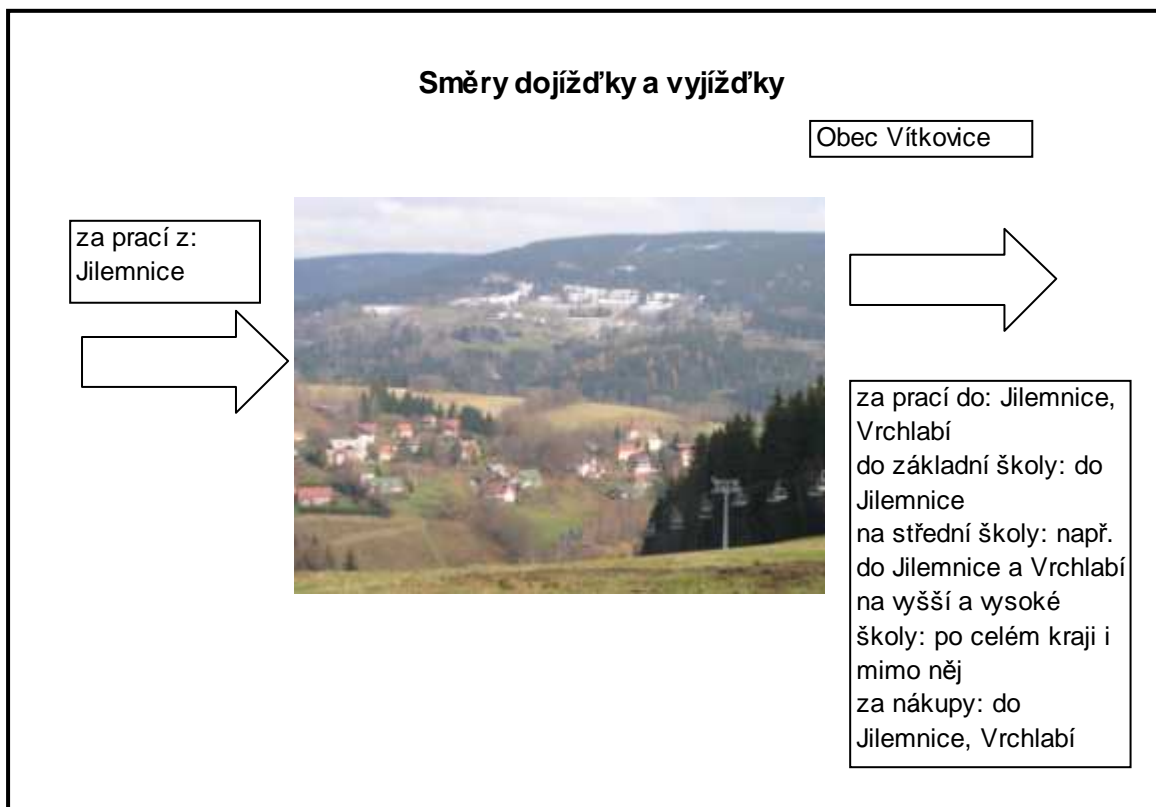 Směry dojížďky a vyjížďky
Obec Vítkovice
za prací z:
Jilemnice
za prací do: Jilemnice,
Vrchlabí
do základní školy: do
Jilemnice
na střední školy: např.
do Jilemnice a Vrchlabí
na vyšší a vysoké
školy: po celém kraji i
mimo něj
za nákupy: do
Jilemnice, Vrchlabí